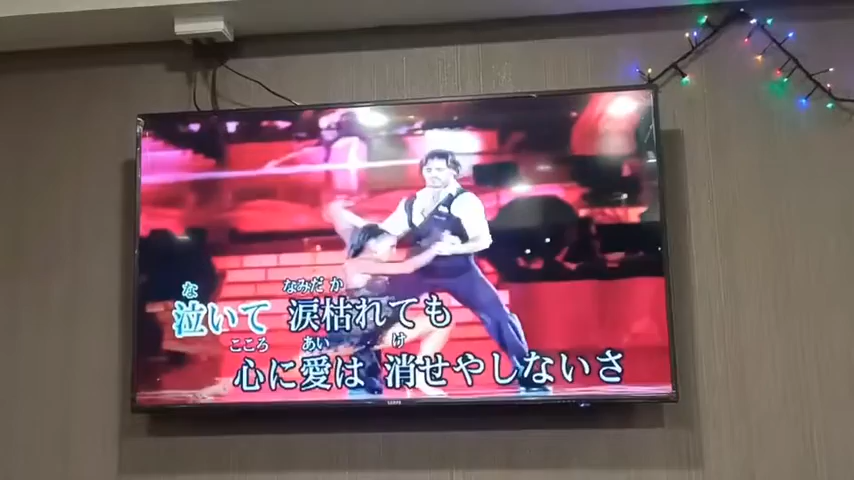 な なみだ か
泣いて 涙枯れても
こころ あい け
心に愛は 消せやしないさ